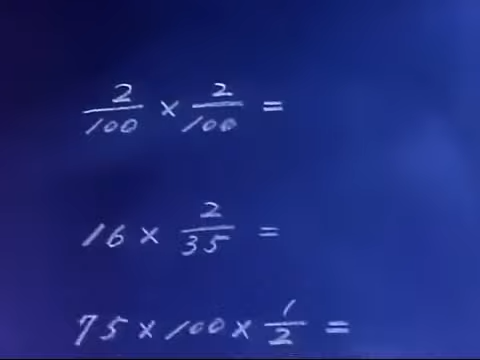 2/100 × 2/100 =
16 × 2/35 =
75 × 100 × 1/2 =